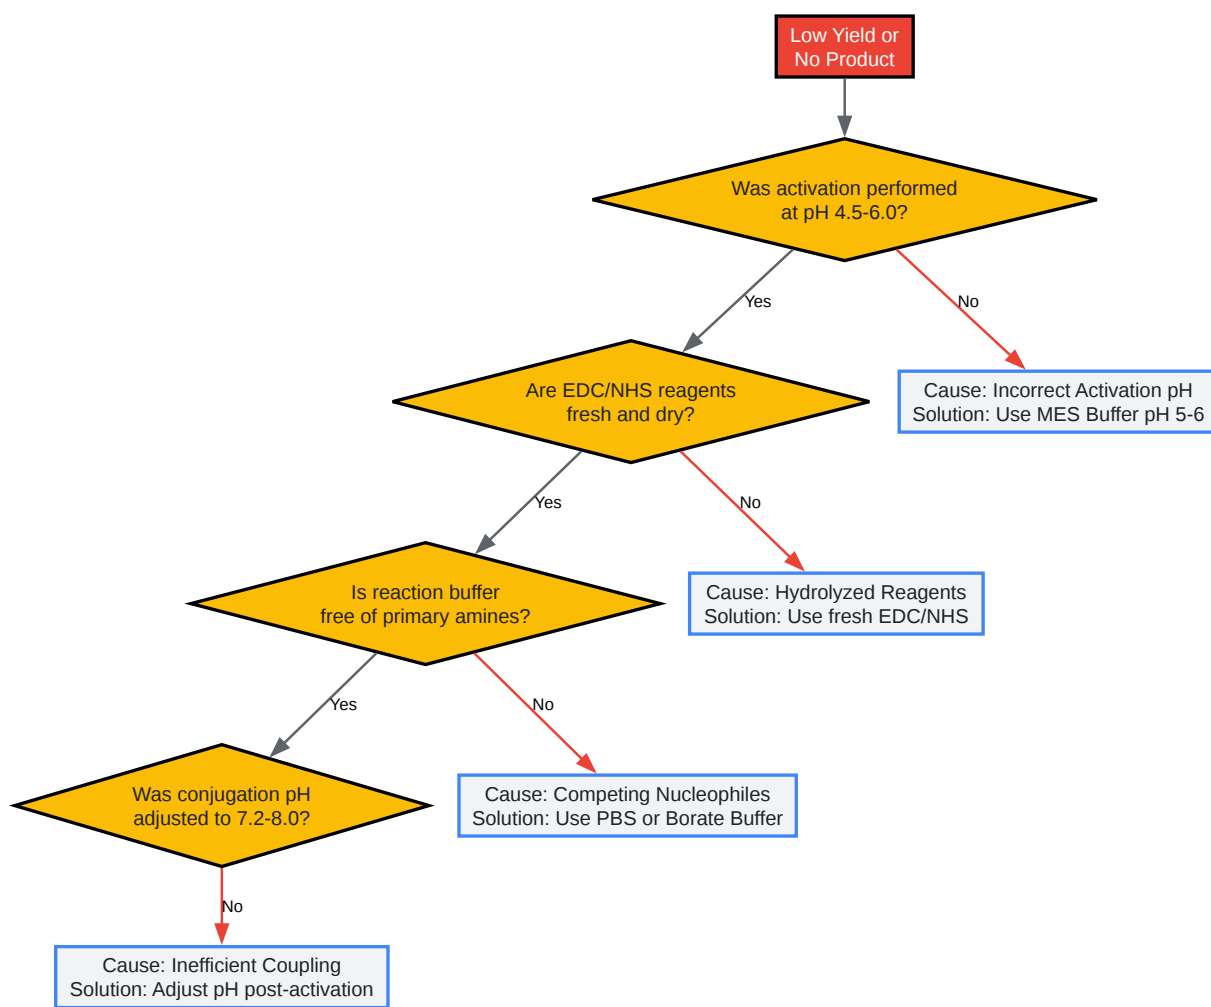 Low Yield or
No Product
Was activation performed
at pH 4.5-6.0?
Yes
No
Are EDC/NHS reagents
fresh and dry?
Cause: Incorrect Activation pH
Solution: Use MES Buffer pH 5-6
Yes
No
Is reaction buffer
free of primary amines?
Cause: Hydrolyzed Reagents
Solution: Use fresh EDC/NHS
Yes
No
Was conjugation pH
adjusted to 7.2-8.0?
Cause: Competing Nucleophiles
Solution: Use PBS or Borate Buffer
No
Cause: Inefficient Coupling
Solution: Adjust pH post-activation